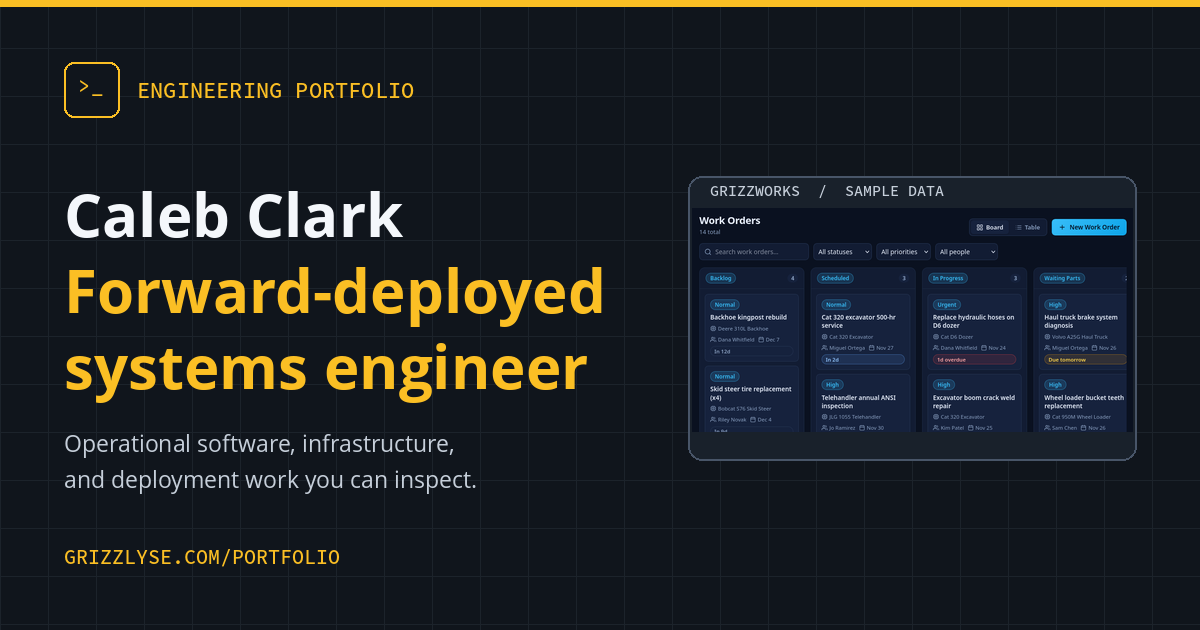 >_
ENGINEERING PORTFOLIO
Caleb Clark
Forward-deployed
systems engineer
Operational software, infrastructure,
and deployment work you can inspect.
GRIZZLYSE.COM/PORTFOLIO
GRIZZWORKS / SAMPLE DATA
Work Orders
14 total
Board
Table
+ New Work Order
Search work orders...
All statuses
All priorities
All people
Backlog 4
Normal
Backhoe kingpost rebuild
Deere 310L Backhoe
Dana Whitfield Dec 7
In 12d
Normal
Skid steer tire replacement
(x4)
Bobcat S76 Skid Steer
Riley Novak Dec 4
Scheduled 3
Normal
Cat 320 excavator 500-hr
service
Cat 320 Excavator
Miguel Ortega Nov 27
In 2d
High
Telehandler annual ANSI
inspection
JLG 1055 Telehandler
Jo Ramirez Nov 30
In Progress 3
Urgent
Replace hydraulic hoses on
D6 dozer
Cat D6 Dozer
Dana Whitfield Nov 24
1d overdue
High
Excavator boom crack weld
repair
Cat 320 Excavator
Kim Patel Nov 25
Waiting Parts
High
Haul truck brake system
diagnosis
Volvo A25G Haul Truck
Miguel Ortega Nov 26
Due tomorrow
High
Wheel loader bucket teeth
replacement
Cat 950M Wheel Loader
Sam Chen Nov 26